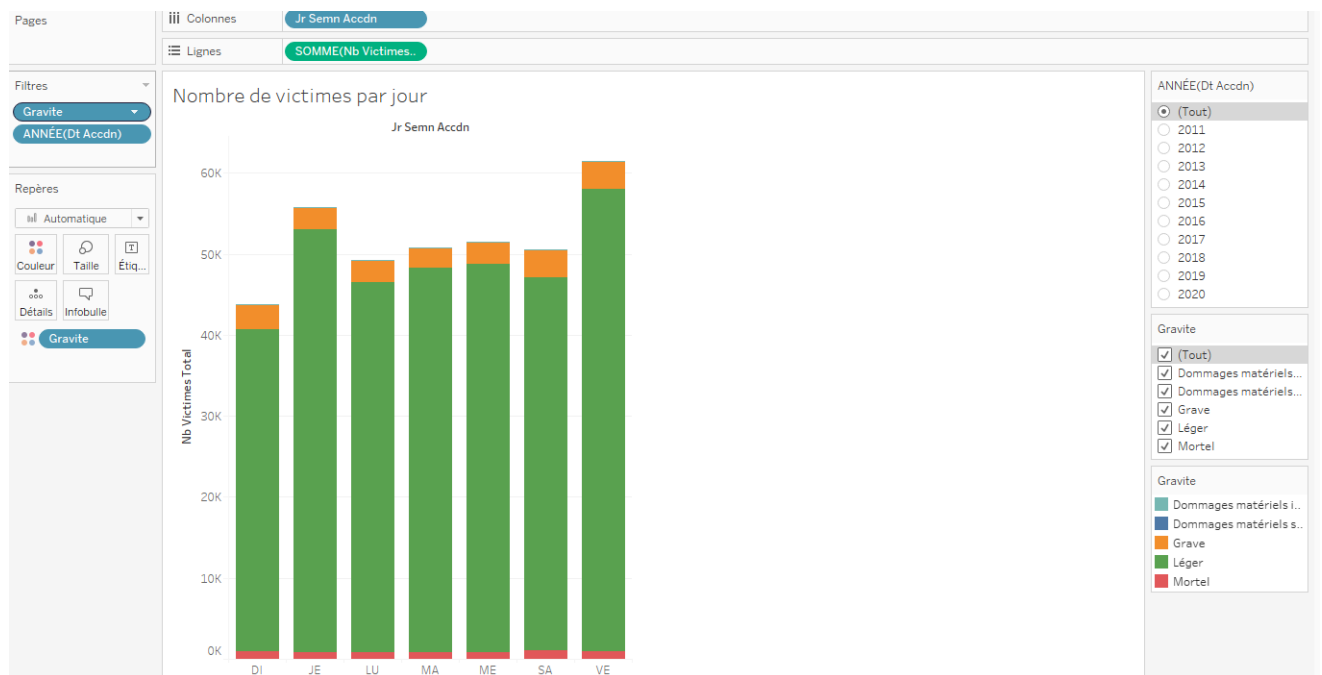 Pages
Colonnes
Jr Semn Accdn
Lignes
SOMME(Nb Victimes..
Filtres
Gravite
ANNÉE(Dt Accdn)
Repères
Automatique
Couleur
Taille
Étiq...
Détails
Infobulle
Gravite
Nombre de victimes par jour
Jr Semn Accdn
Nb Victimes Total
60K
50K
40K
30K
20K
10K
0K
DI JE LU MA ME SA VE
ANNÉE(Dt Accdn)
(Tout)
2011
2012
2013
2014
2015
2016
2017
2018
2019
2020
Gravite
(Tout)
Dommages matériels...
Dommages matériels...
Grave
Léger
Mortel
Gravite
Dommages matériels i..
Dommages matériels s..
Grave
Léger
Mortel